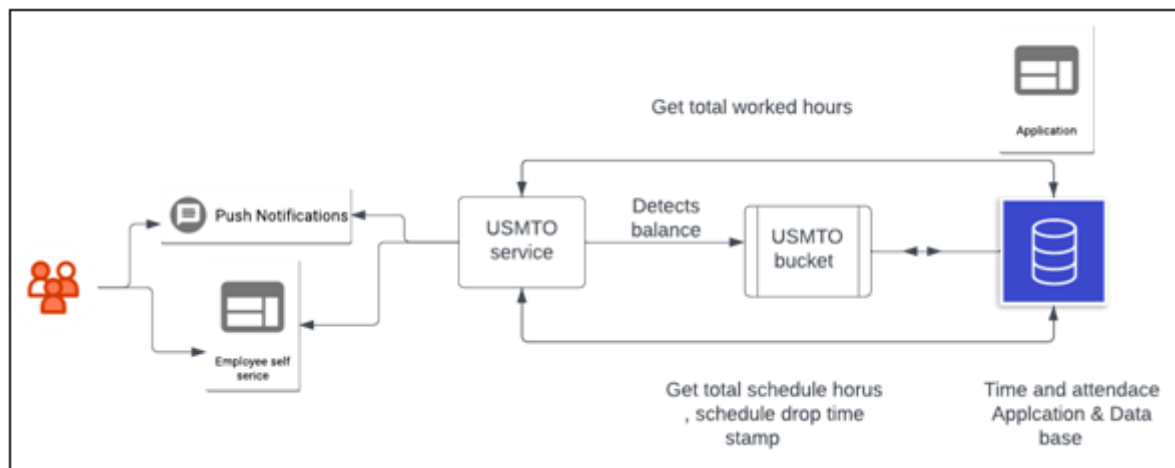 Get total worked hours
Application
Push Notifications
USMTO
service
Detects
balance
USMTO
bucket
Employee self
serice
Get total schedule horus
, schedule drop time
stamp
Time and attendace
Applcation & Data
base